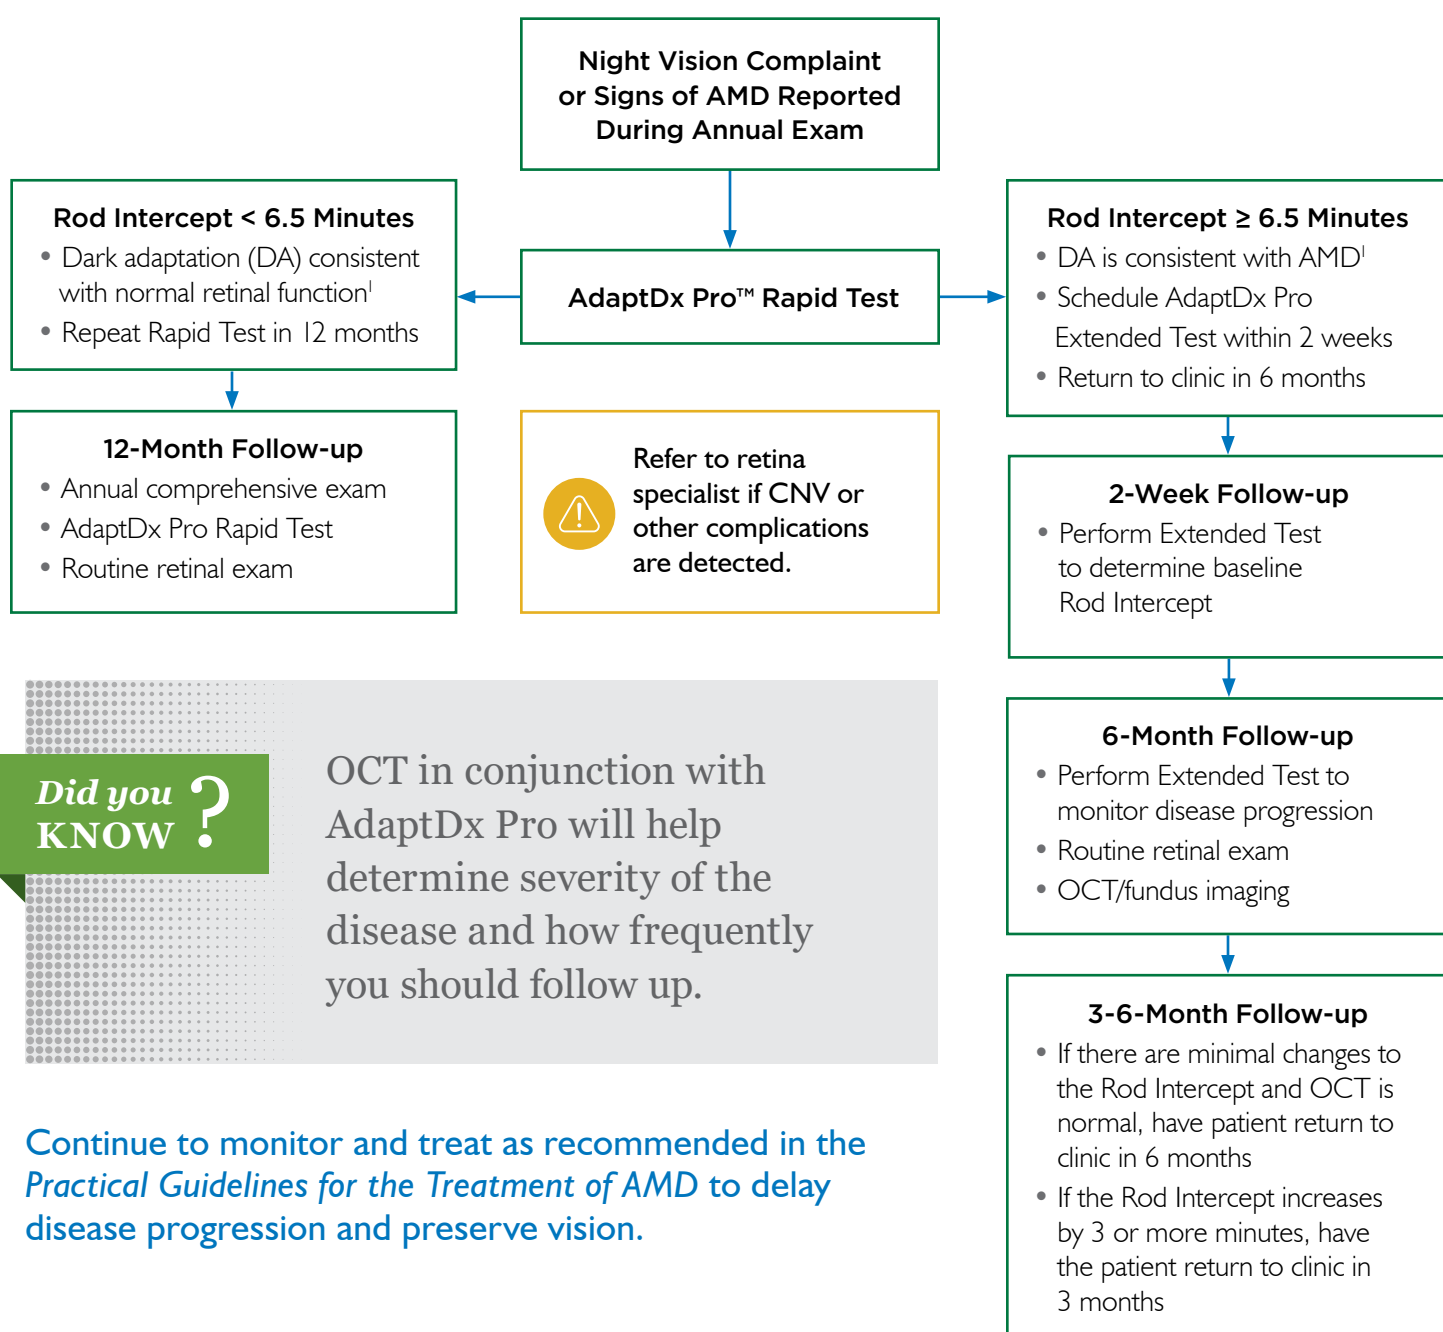 Night Vision Complaint
or Signs of AMD Reported
During Annual Exam
Rod Intercept < 6.5 Minutes
• Dark adaptation (DA) consistent
with normal retinal function¹
• Repeat Rapid Test in 12 months
AdaptDx Pro™ Rapid Test
Rod Intercept ≥ 6.5 Minutes
• DA is consistent with AMD¹
• Schedule AdaptDx Pro
Extended Test within 2 weeks
• Return to clinic in 6 months
12-Month Follow-up
• Annual comprehensive exam
• AdaptDx Pro Rapid Test
• Routine retinal exam
Refer to retina
specialist if CNV or
other complications
are detected.
2-Week Follow-up
• Perform Extended Test
to determine baseline
Rod Intercept
6-Month Follow-up
• Perform Extended Test to
monitor disease progression
• Routine retinal exam
• OCT/fundus imaging
3-6-Month Follow-up
• If there are minimal changes to
the Rod Intercept and OCT is
normal, have patient return to
clinic in 6 months
• If the Rod Intercept increases
by 3 or more minutes, have
the patient return to clinic in
3 months
Did you
KNOW ?
OCT in conjunction with
AdaptDx Pro will help
determine severity of the
disease and how frequently
you should follow up.
Continue to monitor and treat as recommended in the
Practical Guidelines for the Treatment of AMD to delay
disease progression and preserve vision.